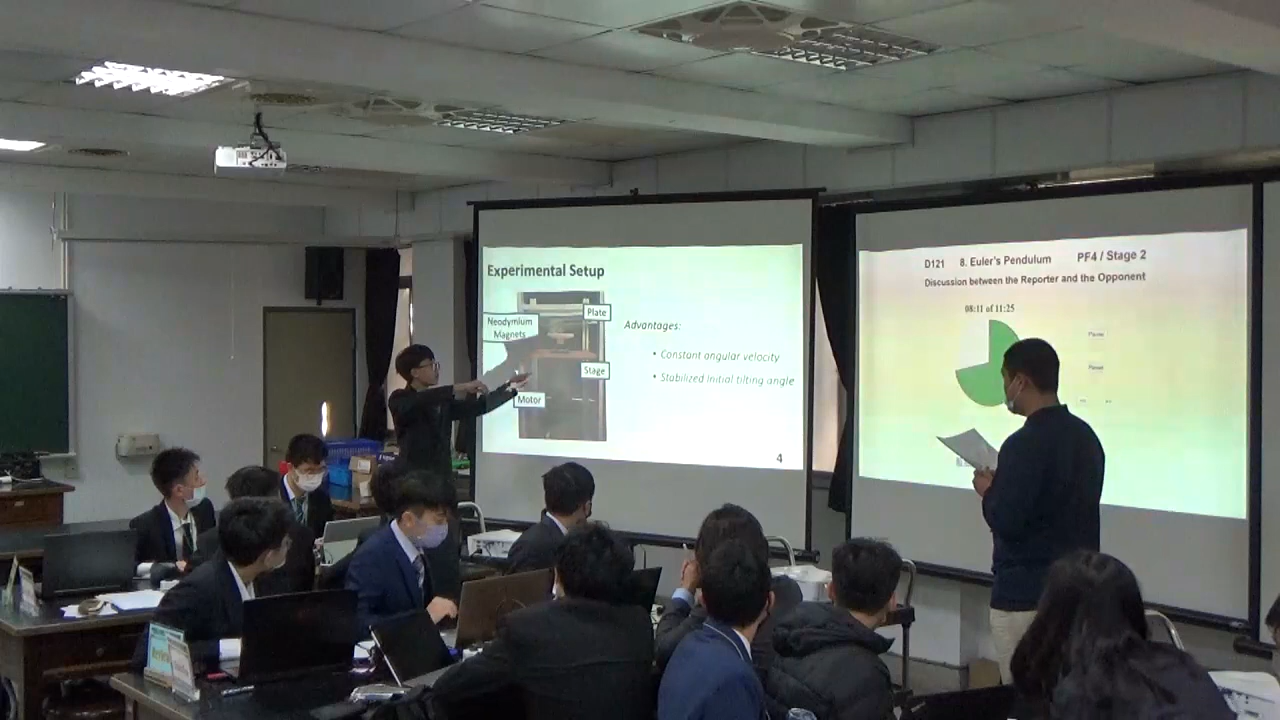 Experimental Setup
Neodymium
Magnets
Plate
Stage
Motor
Advantages:
• Constant angular velocity
• Stabilized initial tilting angle
4
D121 8. Euler's Pendulum PF4 / Stage 2
Discussion between the Reporter and the Opponent
08:11 of 11:25